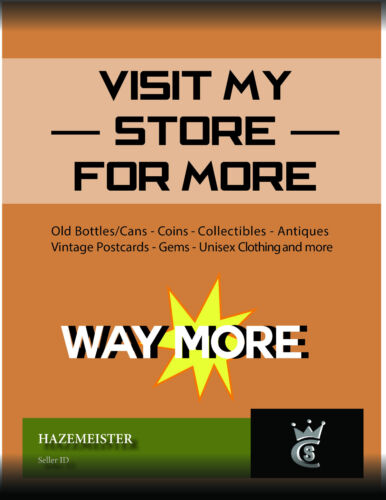 VISIT MY
— STORE —
FOR MORE
Old Bottles/Cans - Coins - Collectibles - Antiques
Vintage Postcards - Gems - Unisex Clothing and more
WAY MORE
HAZEMEISTER
Seller ID
CS